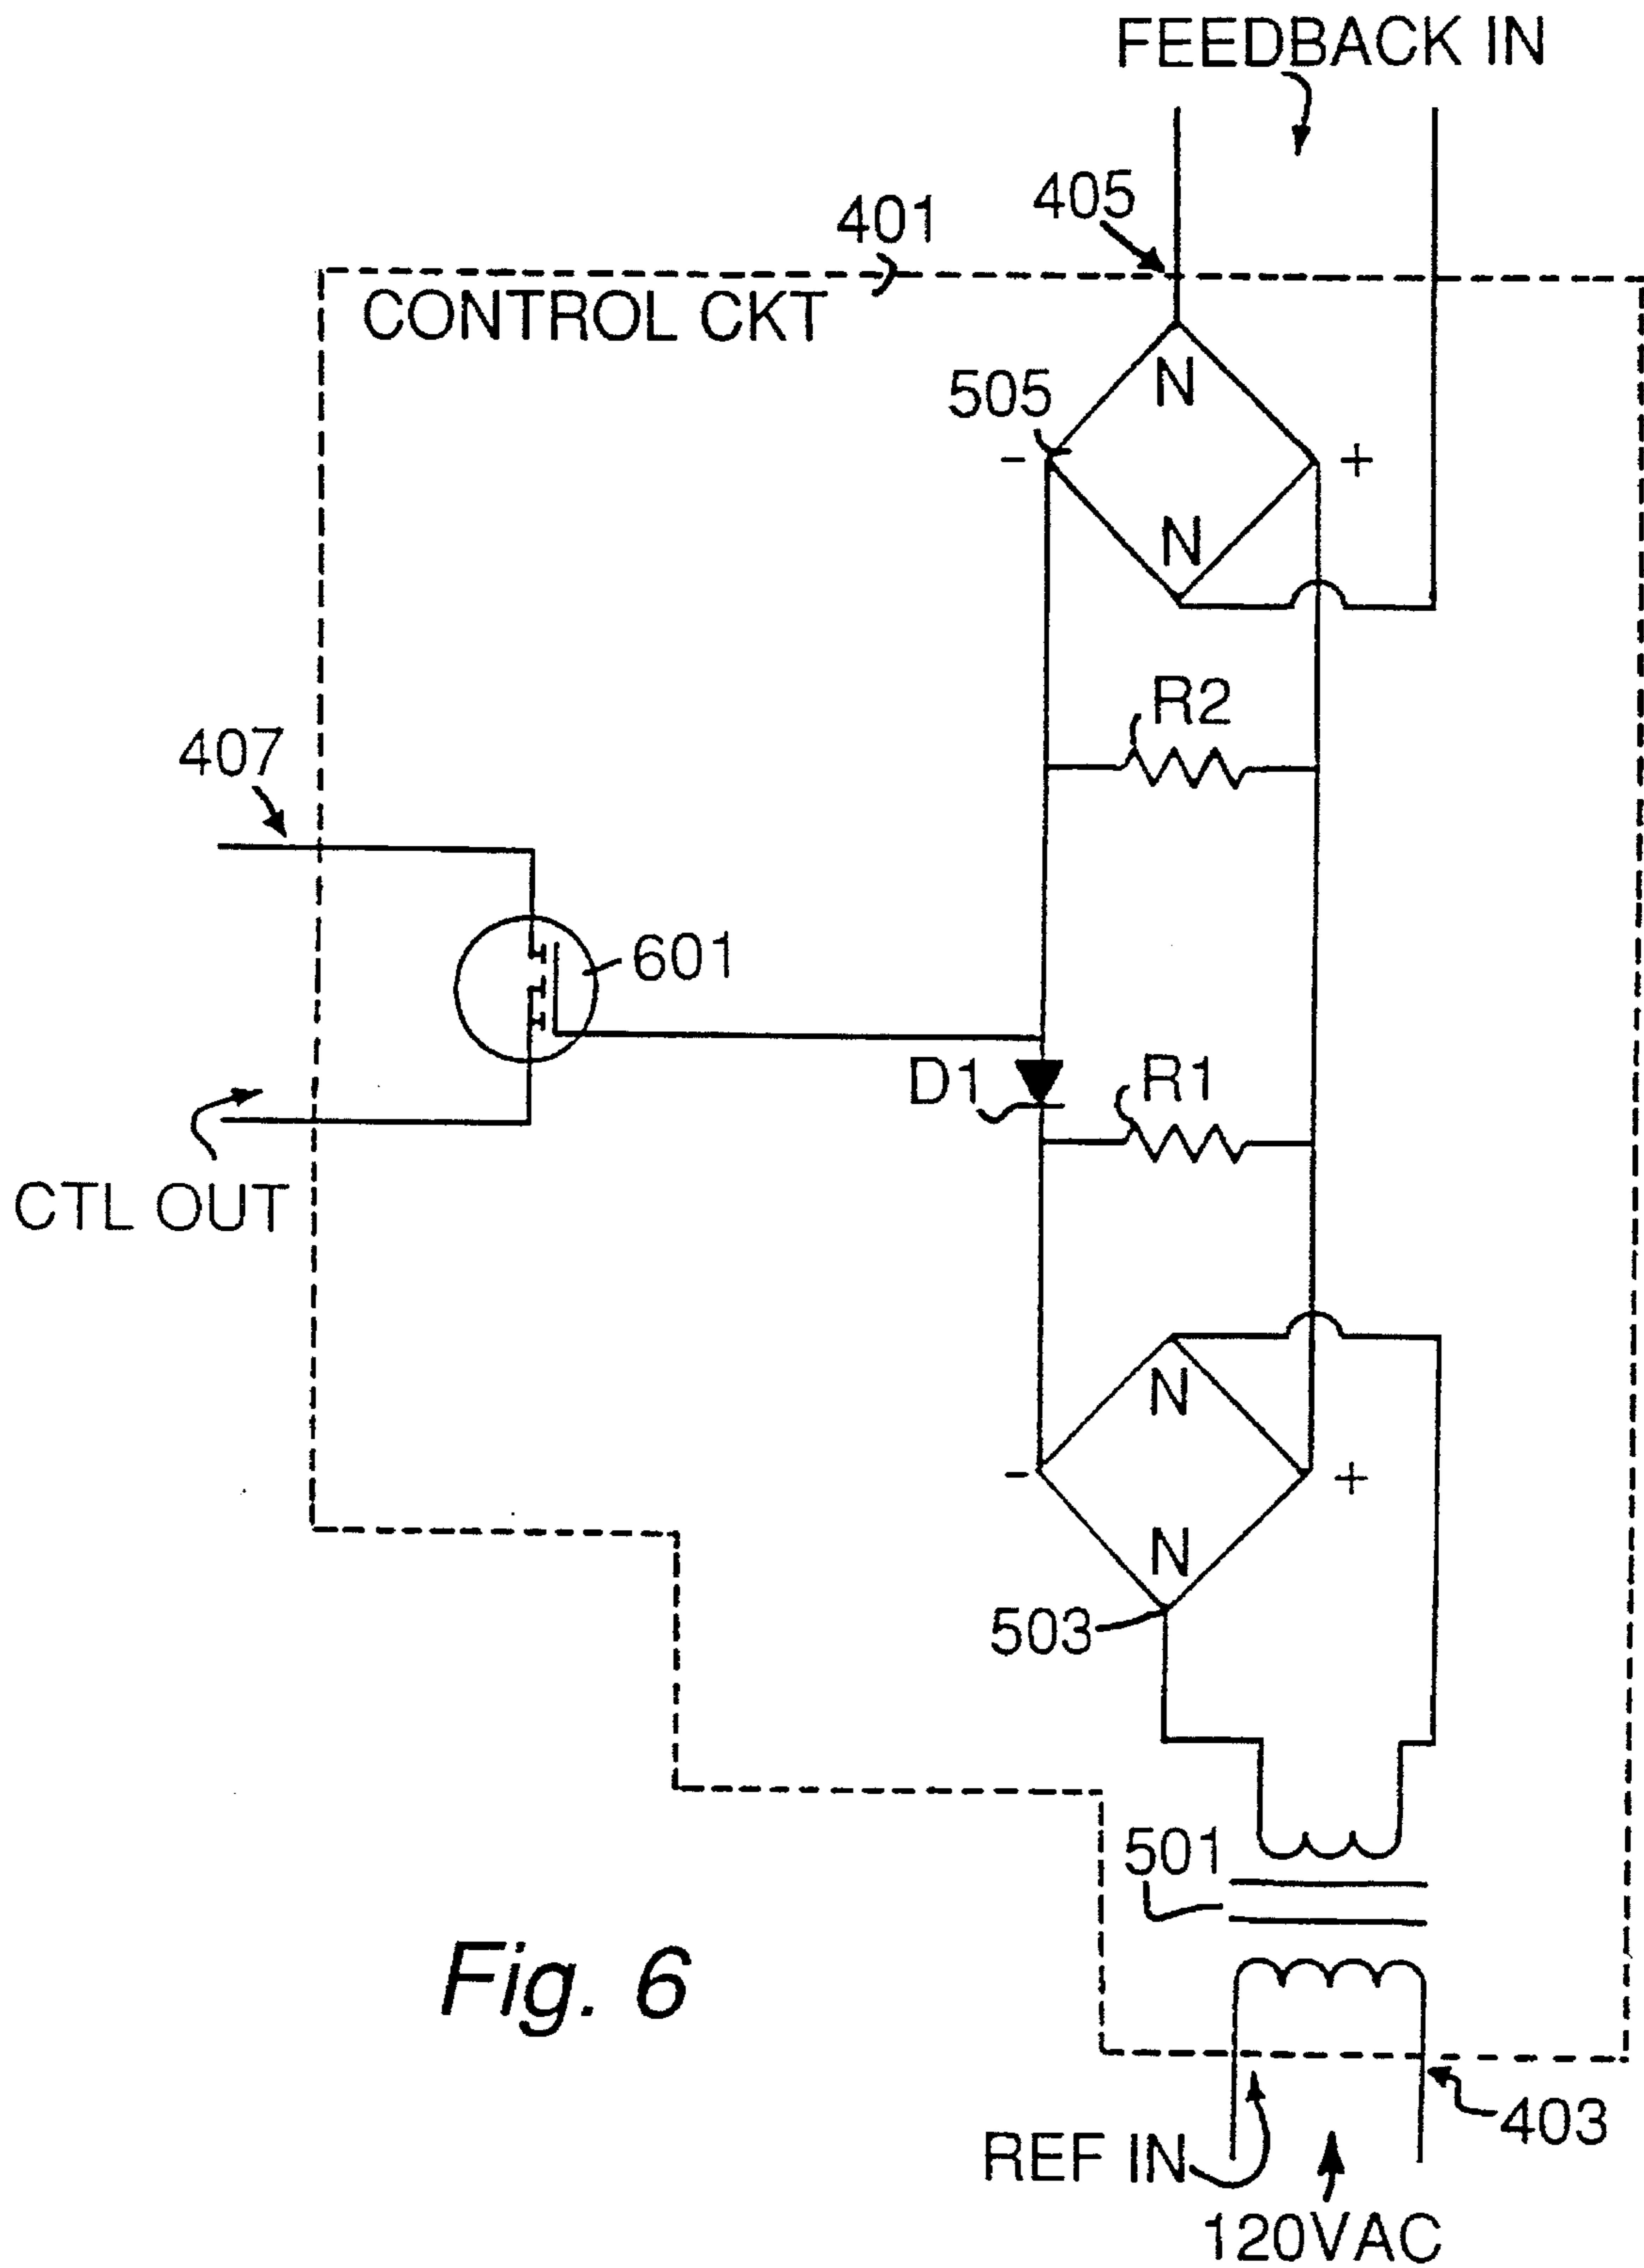 FEEDBACK IN
405
401
CONTROL CKT
N
505
- +
N
R2
407
601
D1
R1
CTL OUT
N
- +
N
503
501
Fig. 6
403
REF IN
120VAC